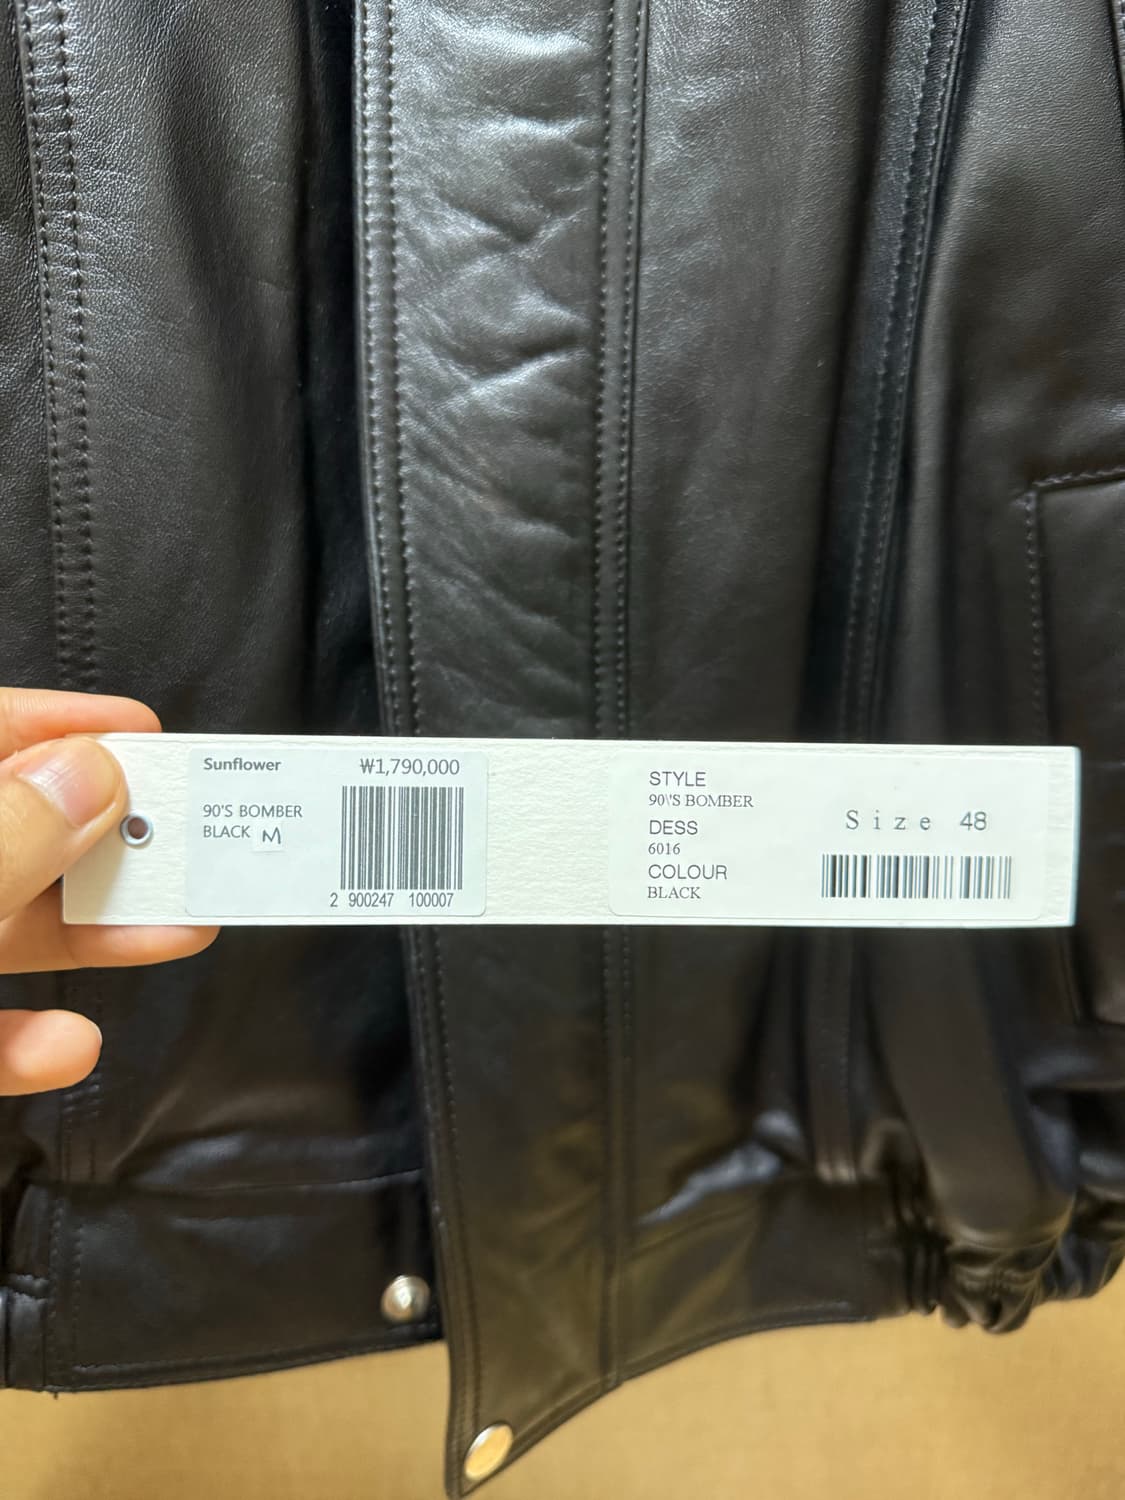 Sunflower
₩1,790,000
90'S BOMBER
BLACK M
2 900247 100007
STYLE
90\'S BOMBER
DESS
6016
COLOUR
BLACK
Size 48